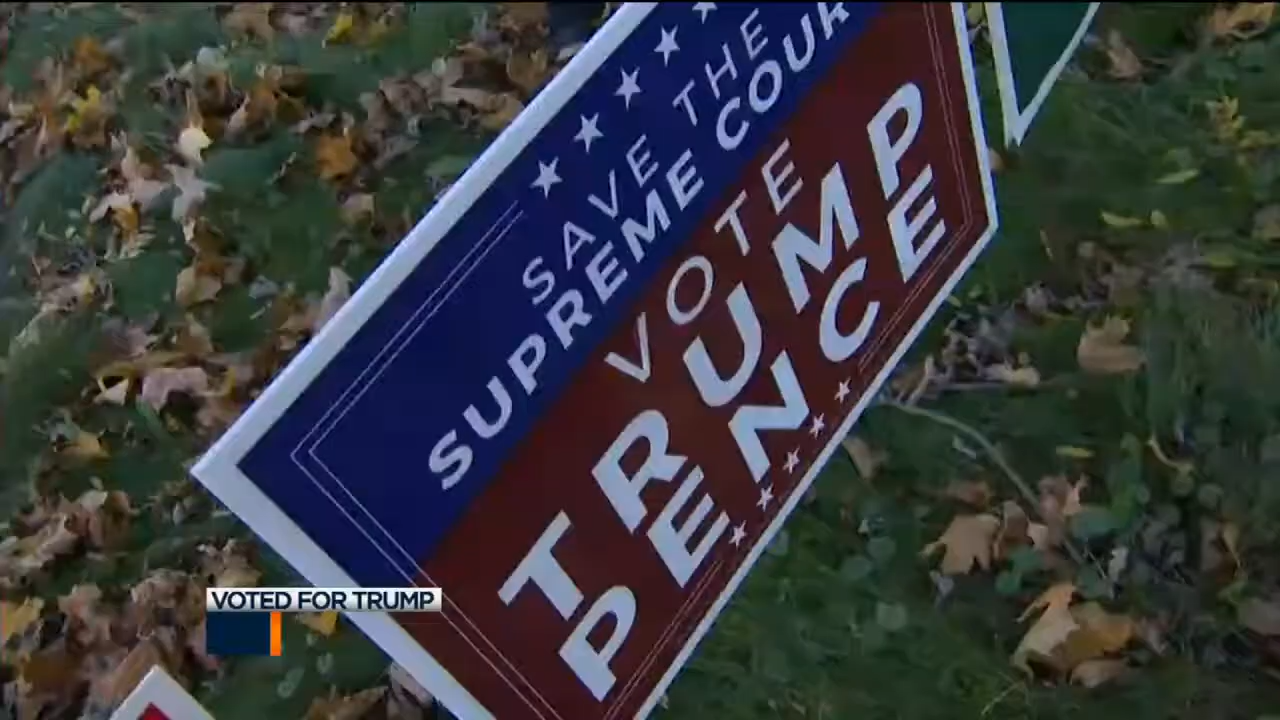 SAVE THE
SUPREME COUR
VOTE
TRUMP
PENCE
VOTED FOR TRUMP